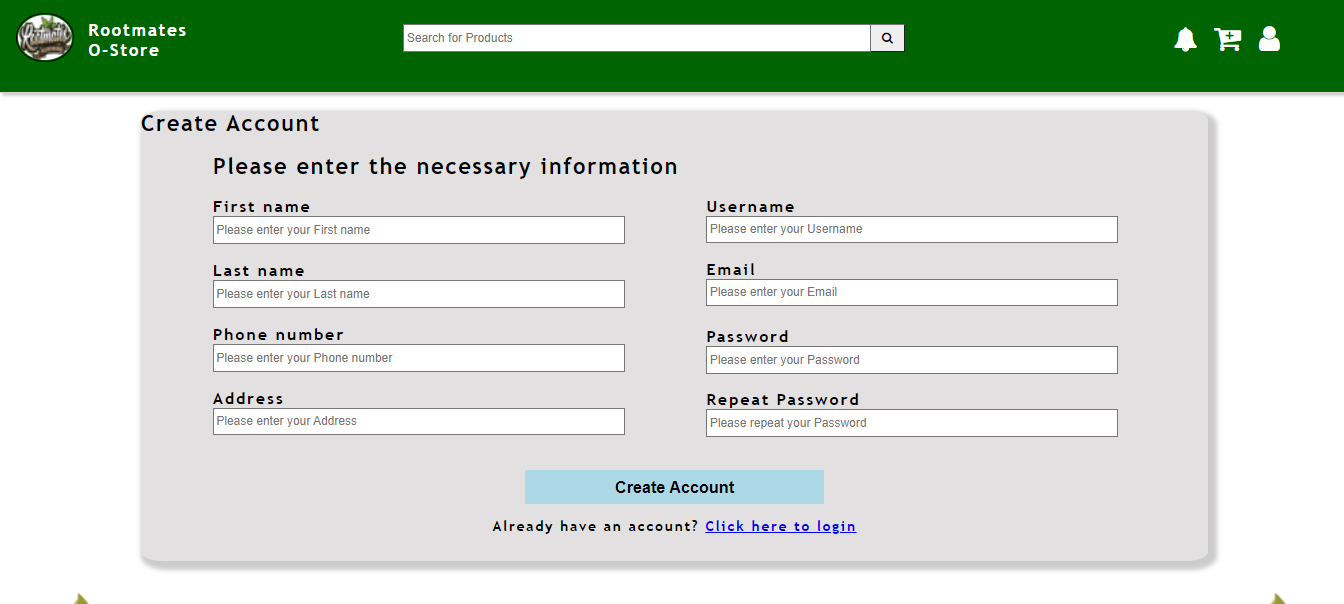 Rootmates
Rootmates
O-Store
Search for Products
Create Account
Please enter the necessary information
First name
Please enter your First name
Last name
Please enter your Last name
Phone number
Please enter your Phone number
Address
Please enter your Address
Username
Please enter your Username
Email
Please enter your Email
Password
Please enter your Password
Repeat Password
Please repeat your Password
Create Account
Already have an account? Click here to login